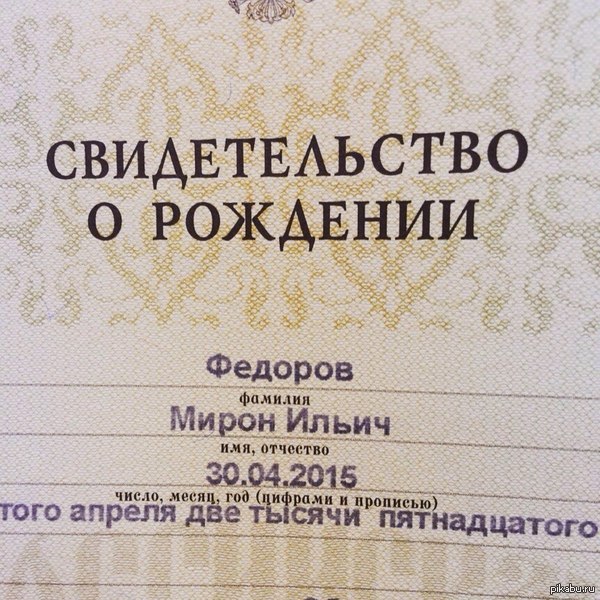 СВИДЕТЕЛЬСТВО
О РОЖДЕНИИ
Федоров
фамилия
Мирон Ильич
имя, отчество
30.04.2015
число, месяц, год (цифрами и прописью)
того апреля две тысячи пятнадцатого
pikabu.ru